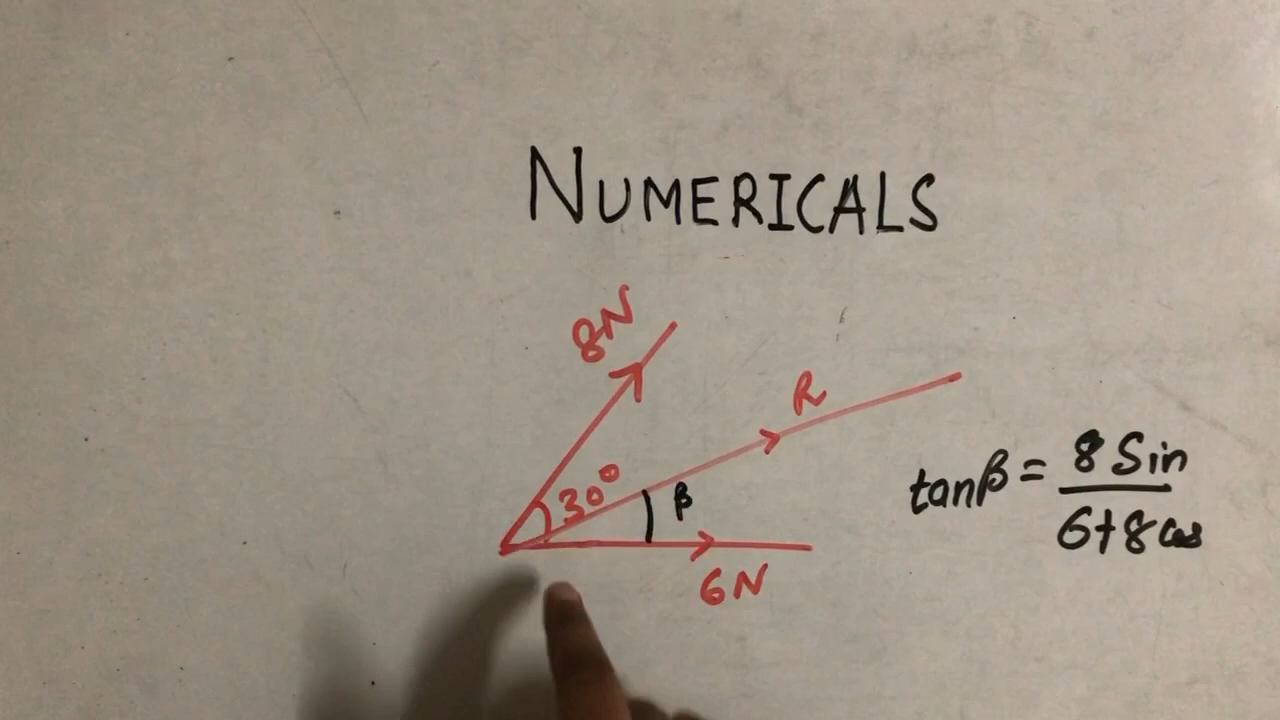 NUMERICALS
8N
R
30°
β
6N
tanβ = 8 Sin
6+8 cos